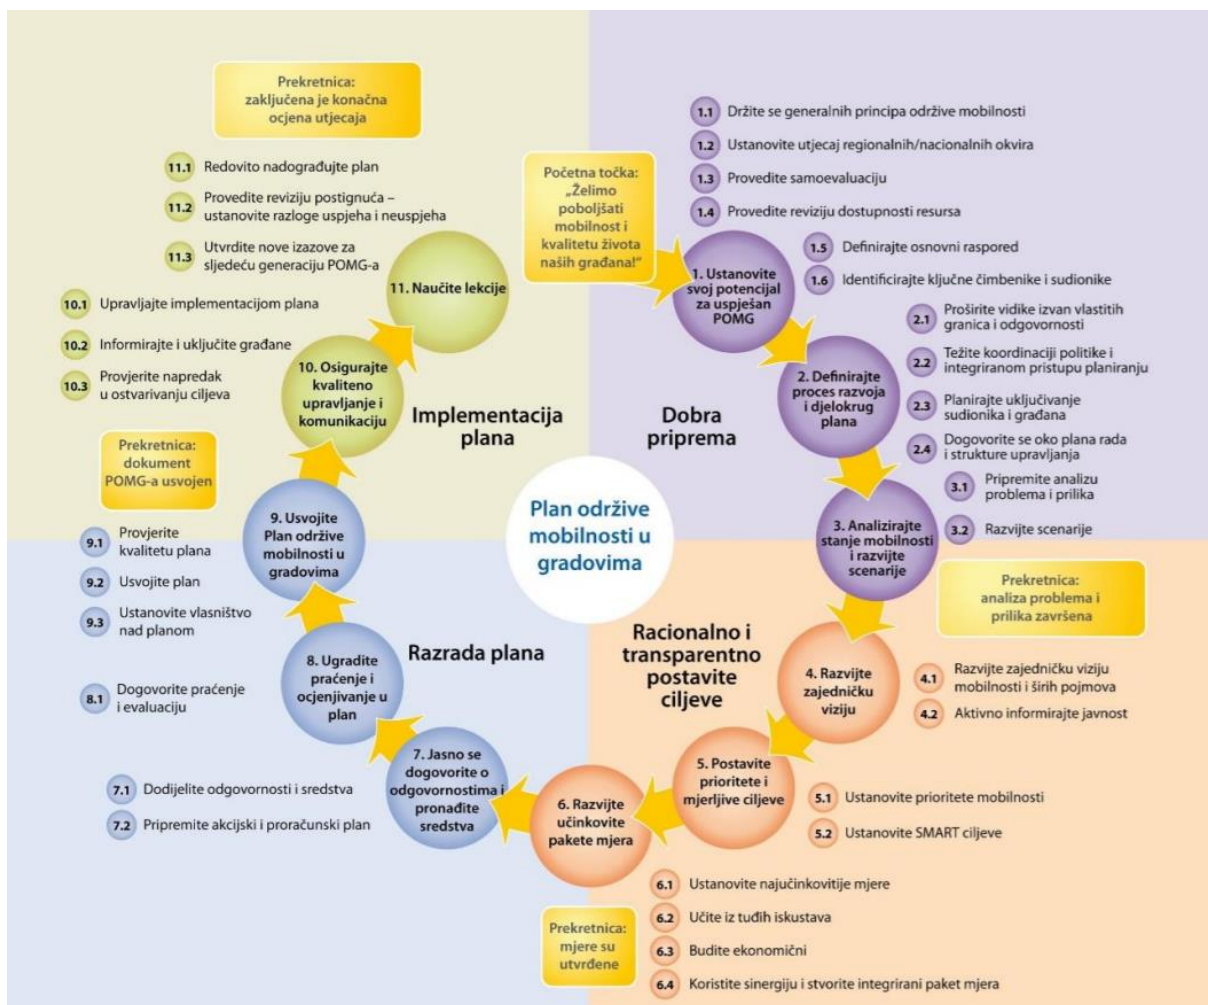 Početna točka:
„Želimo
poboljšati
mobilnost i
kvalitetu života
naših građana!"
1.1 Držite se generalnih principa održive mobilnosti
1.2 Ustanovite utjecaj regionalnih/nacionalnih okvira
1.3 Provedite samoevaluaciju
1.4 Provedite reviziju dostupnosti resursa
1.5 Definirajte osnovni raspored
1.6 Identificirajte ključne čimbenike i sudionike
1. Ustanovite
svoj potencijal
za uspješan
POMG
2.1 Proširite vidike izvan vlastitih
granica i odgovornosti
2.2 Težite koordinaciji politike i
integriranom pristupu planiranju
2.3 Planirajte uključivanje
sudionika i građana
2.4 Dogovorite se oko plana rada
i strukture upravljanja
2. Definirajte
proces razvoja
i djelokrug
plana
Dobra
priprema
3.1 Pripremite analizu
problema i prilika
3.2 Razvijte scenarije
3. Analizirajte
stanje mobilnosti
i razvijte
scenarije
Prekretnica:
analiza problema i
prilika završena
Plan održive
mobilnosti u
gradovima
Racionalno i
transparentno
postavite
ciljeve
4. Razvijte
zajedničku
viziju
4.1 Razvijte zajedničku viziju
mobilnosti i širih pojmova
4.2 Aktivno informirajte javnost
5. Postavite
prioritete i
mjerljive ciljeve
5.1 Ustanovite prioritete mobilnosti
5.2 Ustanovite SMART ciljeve
6. Razvijte
učinkovite
pakete mjera
6.1 Ustanovite najučinkovitije mjere
6.2 Učite iz tuđih iskustava
6.3 Budite ekonomični
6.4 Koristite sinergiju i stvorite integrirani paket mjera
Prekretnica:
mjere su
utvrđene
7. Jasno se
dogovorite o
odgovornostima i
pronađite
sredstva
7.1 Dodijelite odgovornosti i sredstva
7.2 Pripremite akcijski i proračunski plan
Razrada plana
8. Ugradite
praćenje i
ocjenjivanje u
plan
8.1 Dogovorite praćenje
i evaluaciju
9. Usvojite
Plan održive
mobilnosti u
gradovima
9.1 Provjerite
kvalitetu plana
9.2 Usvojite plan
9.3 Ustanovite vlasništvo
nad planom
Prekretnica:
dokument
POMG-a usvojen
10. Osigurajte
kvaliteno
upravljanje i
komunikaciju
Implementacija
plana
10.1 Upravljajte implementacijom plana
10.2 Informirajte i uključite građane
10.3 Provjerite napredak
u ostvarivanju ciljeva
11. Naučite lekcije
11.1 Redovito nadograđujte plan
11.2 Provedite reviziju postignuća –
ustanovite razloge uspjeha i neuspjeha
11.3 Utvrdite nove izazove za
sljedeću generaciju POMG-a
Prekretnica:
zaključena je konačna
ocjena utjecaja